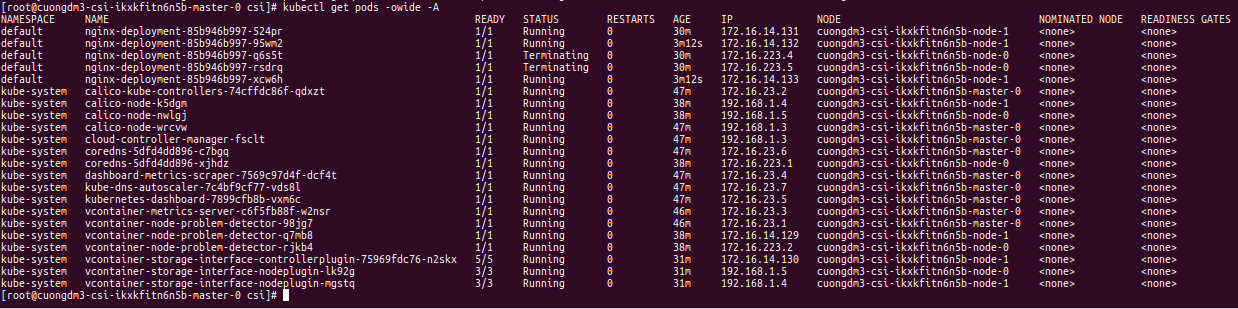 [root@cuongdm3-csi-ikxkfitn6n5b-master-0 csi]# kubectl get pods -owide -A
NAMESPACE NAME READY STATUS RESTARTS AGE IP NODE NOMINATED NODE READINESS GATES
default nginx-deployment-85b946b997-524pr 1/1 Running 0 30m 172.16.14.131 cuongdm3-csi-ikxkfitn6n5b-node-1 <none> <none>
default nginx-deployment-85b946b997-95wm2 1/1 Running 0 3m12s 172.16.14.132 cuongdm3-csi-ikxkfitn6n5b-node-1 <none> <none>
default nginx-deployment-85b946b997-q6s5t 1/1 Terminating 0 30m 172.16.223.4 cuongdm3-csi-ikxkfitn6n5b-node-0 <none> <none>
default nginx-deployment-85b946b997-rsdrq 1/1 Terminating 0 30m 172.16.223.5 cuongdm3-csi-ikxkfitn6n5b-node-0 <none> <none>
default nginx-deployment-85b946b997-xcw6h 1/1 Running 0 3m12s 172.16.14.133 cuongdm3-csi-ikxkfitn6n5b-node-1 <none> <none>
kube-system calico-kube-controllers-74cffdc86f-qdxzt 1/1 Running 0 47m 172.16.23.2 cuongdm3-csi-ikxkfitn6n5b-master-0 <none> <none>
kube-system calico-node-k5dgm 1/1 Running 0 38m 192.168.1.4 cuongdm3-csi-ikxkfitn6n5b-node-1 <none> <none>
kube-system calico-node-nwlgj 1/1 Running 0 38m 192.168.1.5 cuongdm3-csi-ikxkfitn6n5b-node-0 <none> <none>
kube-system calico-node-wrcvw 1/1 Running 0 47m 192.168.1.3 cuongdm3-csi-ikxkfitn6n5b-master-0 <none> <none>
kube-system cloud-controller-manager-fsclt 1/1 Running 0 47m 192.168.1.3 cuongdm3-csi-ikxkfitn6n5b-master-0 <none> <none>
kube-system coredns-5dfd4dd896-c7bgq 1/1 Running 0 47m 172.16.23.6 cuongdm3-csi-ikxkfitn6n5b-master-0 <none> <none>
kube-system coredns-5dfd4dd896-xjhdz 1/1 Running 0 38m 172.16.223.1 cuongdm3-csi-ikxkfitn6n5b-node-0 <none> <none>
kube-system dashboard-metrics-scraper-7569c97d4f-dcf4t 1/1 Running 0 47m 172.16.23.4 cuongdm3-csi-ikxkfitn6n5b-master-0 <none> <none>
kube-system kube-dns-autoscaler-7c4bf9cf77-vds8l 1/1 Running 0 47m 172.16.23.7 cuongdm3-csi-ikxkfitn6n5b-master-0 <none> <none>
kube-system kubernetes-dashboard-7899cfb8b-vxm6c 1/1 Running 0 47m 172.16.23.5 cuongdm3-csi-ikxkfitn6n5b-master-0 <none> <none>
kube-system vcontainer-metrics-server-c6f5fb88f-w2nsr 1/1 Running 0 46m 172.16.23.3 cuongdm3-csi-ikxkfitn6n5b-master-0 <none> <none>
kube-system vcontainer-node-problem-detector-98jg7 1/1 Running 0 46m 172.16.23.1 cuongdm3-csi-ikxkfitn6n5b-master-0 <none> <none>
kube-system vcontainer-node-problem-detector-q7mb8 1/1 Running 0 38m 172.16.14.129 cuongdm3-csi-ikxkfitn6n5b-node-1 <none> <none>
kube-system vcontainer-node-problem-detector-rjkb4 1/1 Running 0 38m 172.16.223.2 cuongdm3-csi-ikxkfitn6n5b-node-0 <none> <none>
kube-system vcontainer-storage-interface-controllerplugin-75969fdc76-n2skx 5/5 Running 0 31m 172.16.14.130 cuongdm3-csi-ikxkfitn6n5b-node-1 <none> <none>
kube-system vcontainer-storage-interface-nodeplugin-lk92g 3/3 Running 0 31m 192.168.1.5 cuongdm3-csi-ikxkfitn6n5b-node-0 <none> <none>
kube-system vcontainer-storage-interface-nodeplugin-mgstq 3/3 Running 0 31m 192.168.1.4 cuongdm3-csi-ikxkfitn6n5b-node-1 <none> <none>
[root@cuongdm3-csi-ikxkfitn6n5b-master-0 csi]#